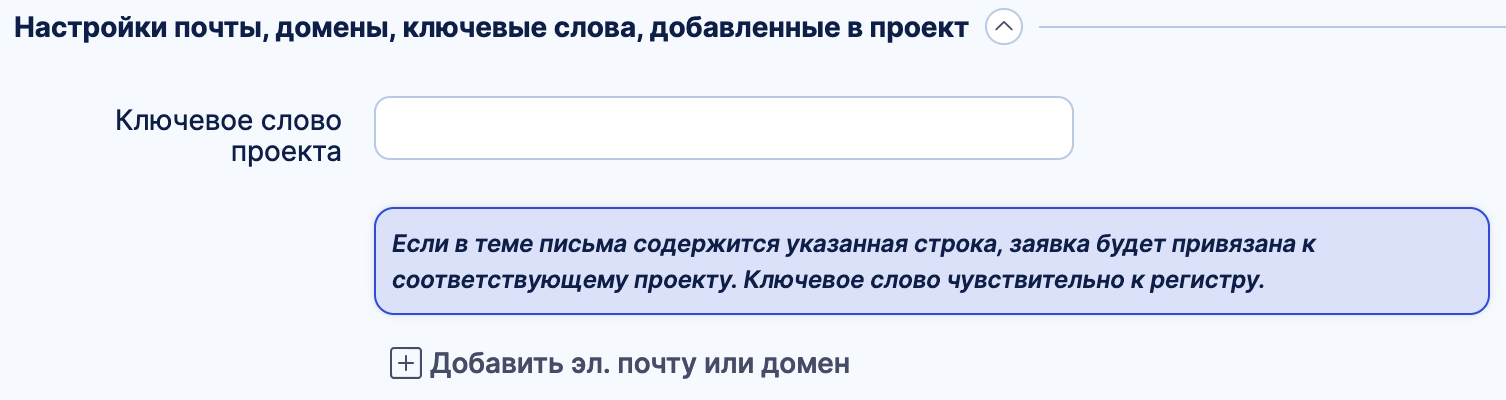 Настройки почты, домены, ключевые слова, добавленные в проект
Ключевое слово
проекта
Если в теме письма содержится указанная строка, заявка будет привязана к
соответствующему проекту. Ключевое слово чувствительно к регистру.
Добавить эл. почту или домен